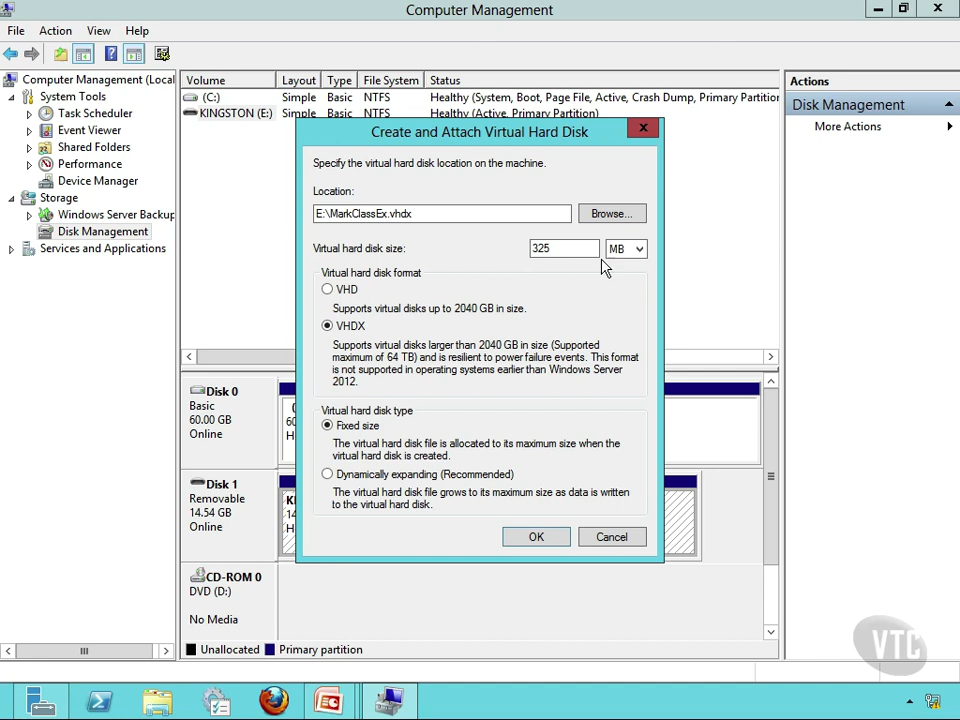 Computer Management
File Action View Help
Computer Management (Local
System Tools
Task Scheduler
Event Viewer
Shared Folders
Performance
Device Manager
Storage
Windows Server Backup
Disk Management
Services and Applications
Volume Layout Type File System Status
(C:) Simple Basic NTFS Healthy (System, Boot, Page File, Active, Crash Dump, Primary Partition
KINGSTON (E:) Simple Basic NTFS Healthy (Active, Primary Partition)
Create and Attach Virtual Hard Disk
Specify the virtual hard disk location on the machine.
Location:
E:\MarkClassEx.vhdx Browse...
Virtual hard disk size: 325 MB
Virtual hard disk format
VHD
Supports virtual disks up to 2040 GB in size.
VHDX
Supports virtual disks larger than 2040 GB in size (Supported
maximum of 64 TB) and is resilient to power failure events. This format
is not supported in operating systems earlier than Windows Server
2012.
Virtual hard disk type
Fixed size
The virtual hard disk file is allocated to its maximum size when the
virtual hard disk is created.
Dynamically expanding (Recommended)
The virtual hard disk file grows to its maximum size as data is written
to the virtual hard disk.
OK Cancel
Disk 0
Basic
60.00 GB
Online
(
60
H
Disk 1
Removable
14.54 GB
Online
KI
14
H
CD-ROM 0
DVD (D:)
No Media
Unallocated Primary partition
Actions
Disk Management
More Actions
VTC